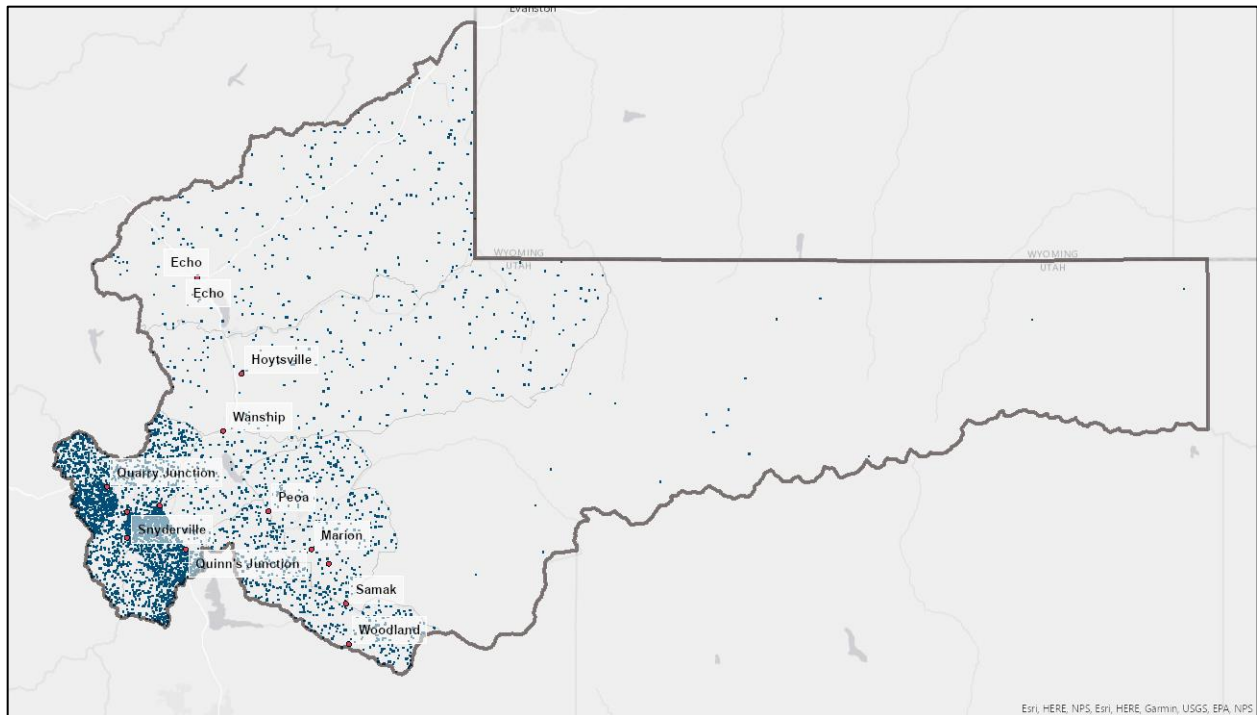 Evanston
WYOMING
UTAH
WYOMING
UTAH
Echo
Echo
Hoytsville
Wanship
Quarry Junction
Peoa
Snyderville
Marion
Quinn's Junction
Samak
Woodland
Esri, HERE, NPS, Esri, HERE, Garmin, USGS, EPA, NPS